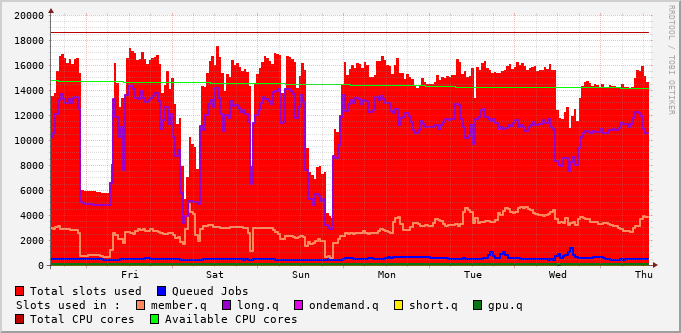 20000
18000
16000
14000
12000
10000
8000
6000
4000
2000
0
Fri Sat Sun Mon Tue Wed Thu
Total slots used Queued Jobs
Slots used in : member.q long.q ondemand.q short.q gpu.q
Total CPU cores Available CPU cores
RRDTOOL / TOBI OETIKER